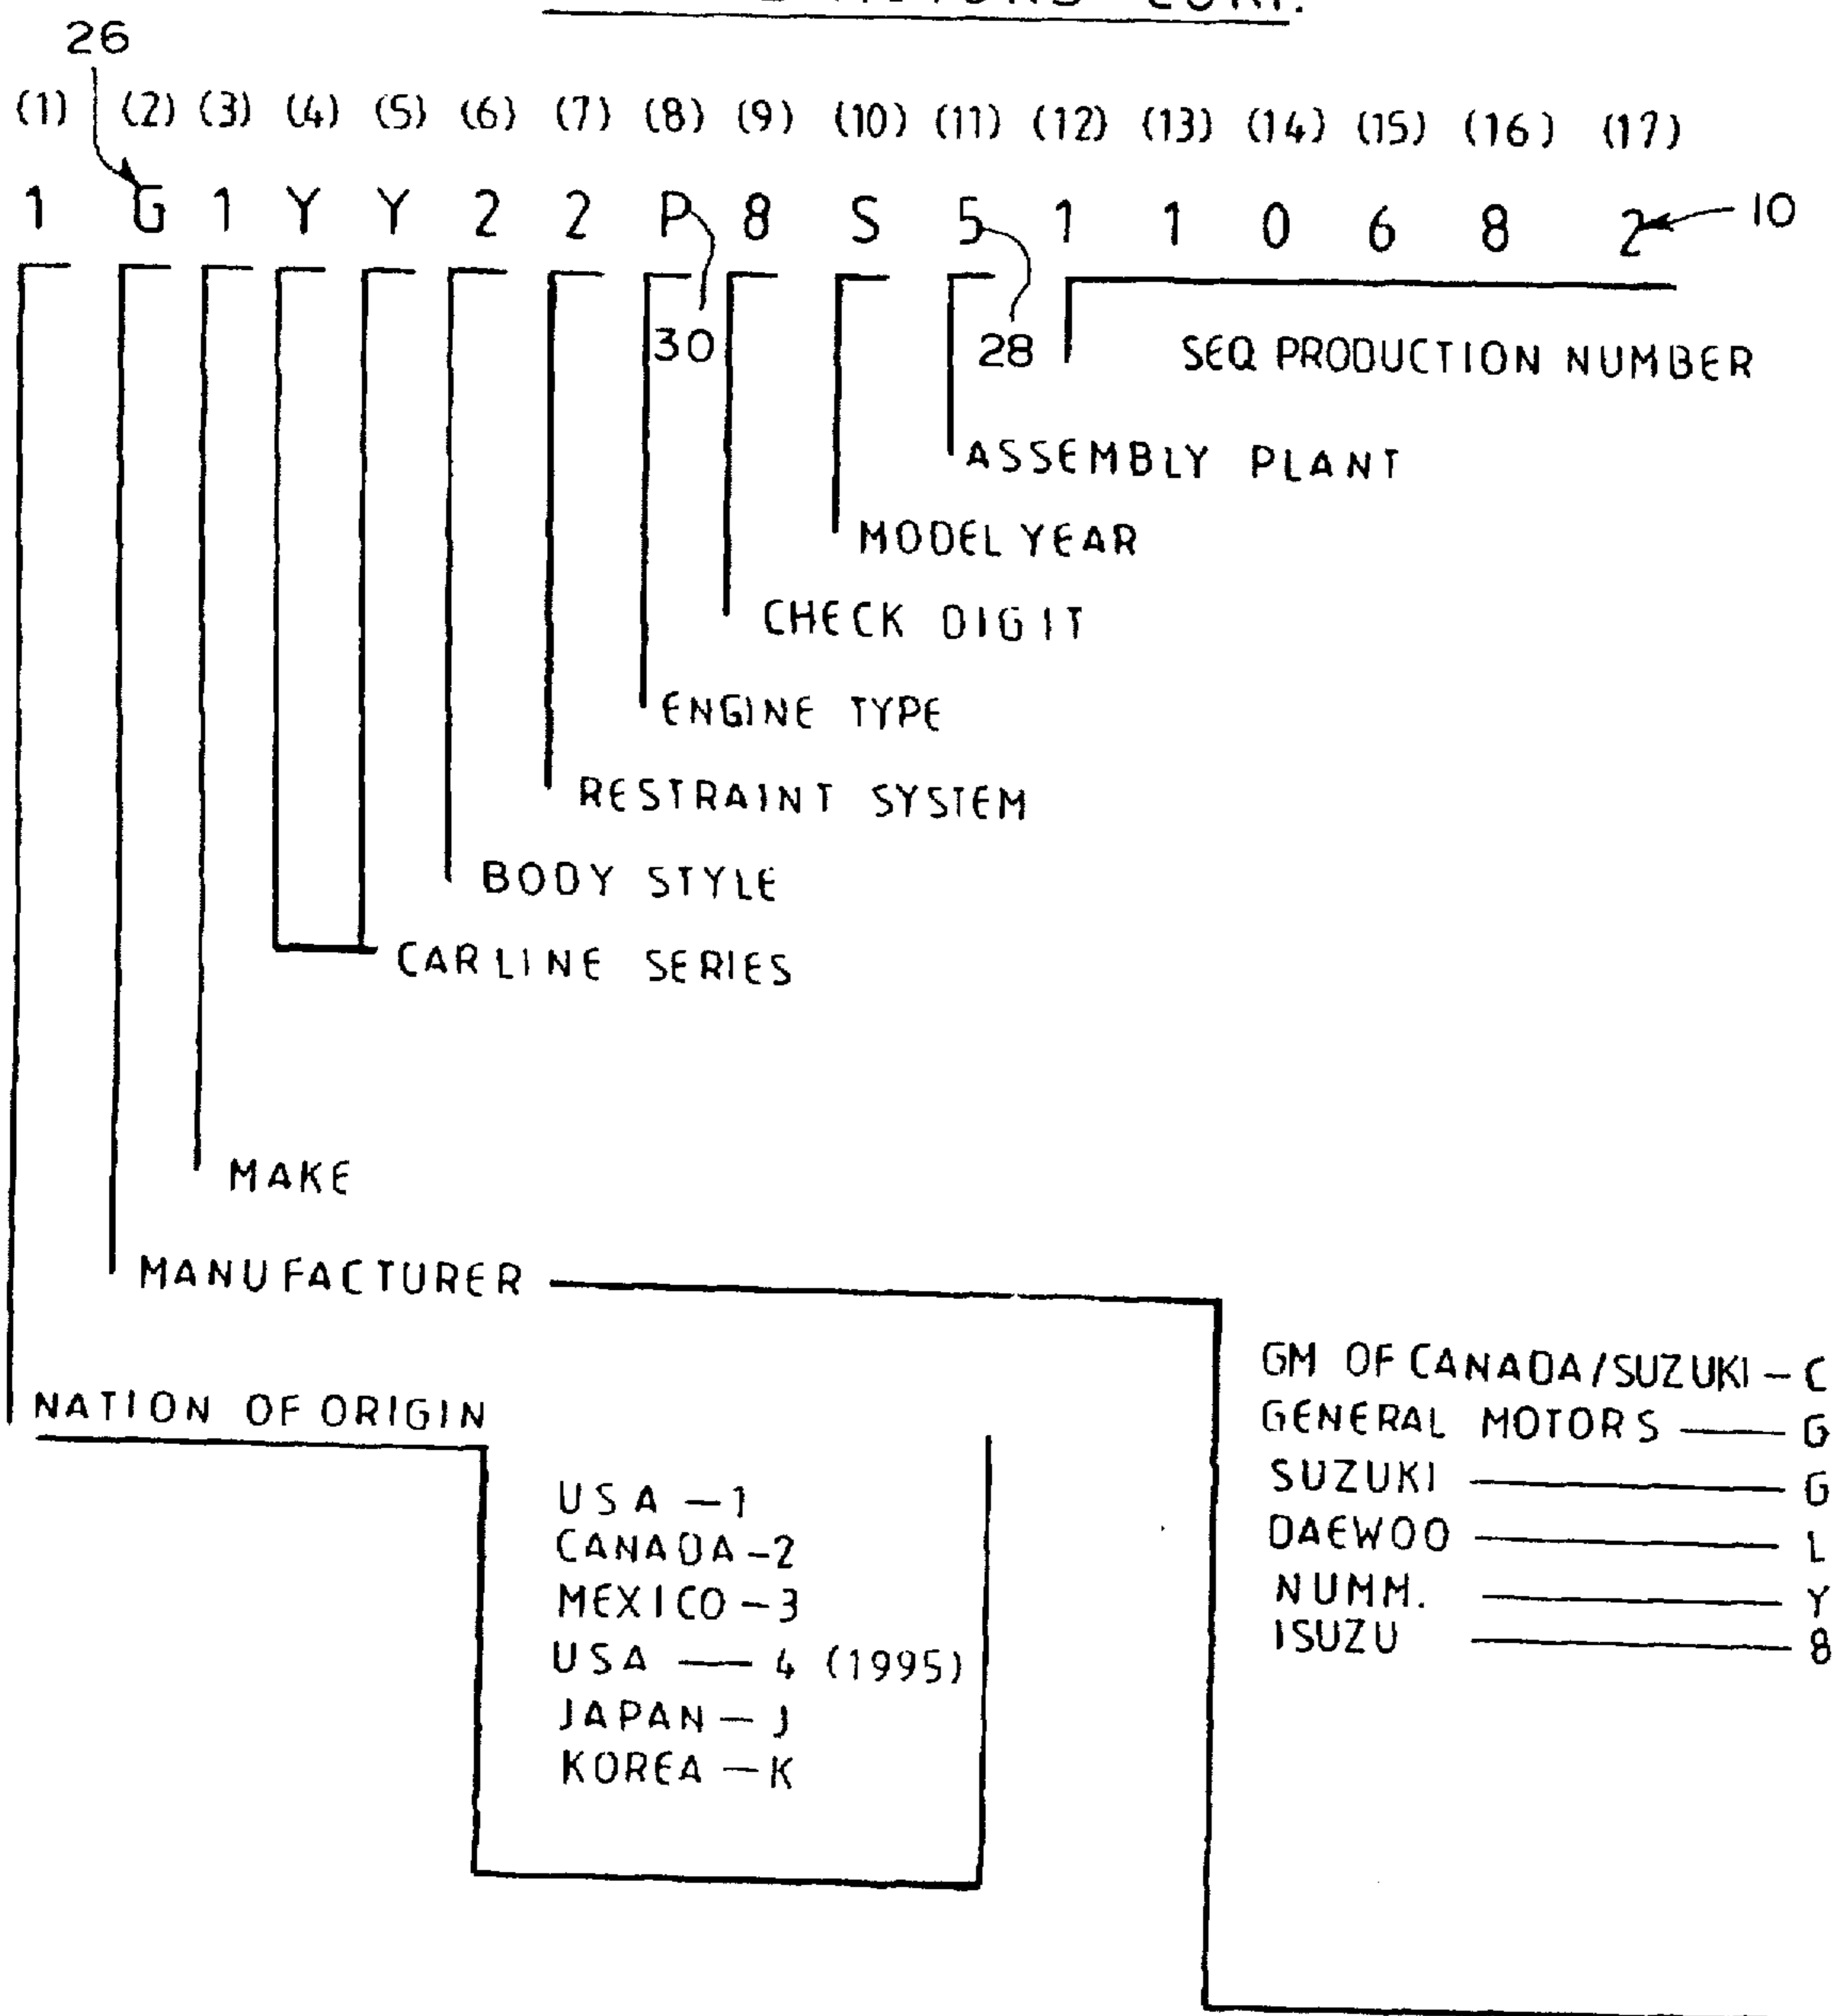 CORP.
26
(1) (2) (3) (4) (5) (6) (7) (8) (9) (10) (11) (12) (13) (14) (15) (16) (17)
1 G 1 Y Y 2 2 P 8 S 5 1 1 0 6 8 2 10
30 28 SEQ PRODUCTION NUMBER
ASSEMBLY PLANT
MODEL YEAR
CHECK DIGIT
ENGINE TYPE
RESTRAINT SYSTEM
BODY STYLE
CARLINE SERIES
MAKE
MANUFACTURER
NATION OF ORIGIN
USA — 1
CANADA - 2
MEXICO - 3
USA — 4 (1995)
JAPAN — J
KOREA — K
GM OF CANADA/SUZUKI — C
GENERAL MOTORS — G
SUZUKI — G
DAEWOO — L
NUMM. — Y
ISUZU — 8